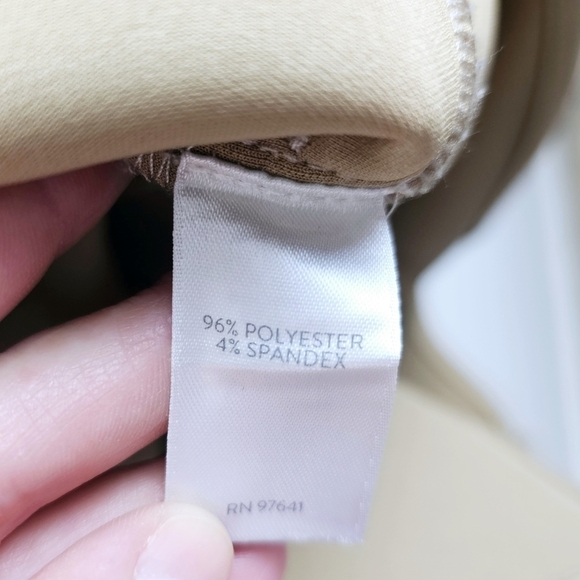 96% POLYESTER
4% SPANDEX
RN 97641